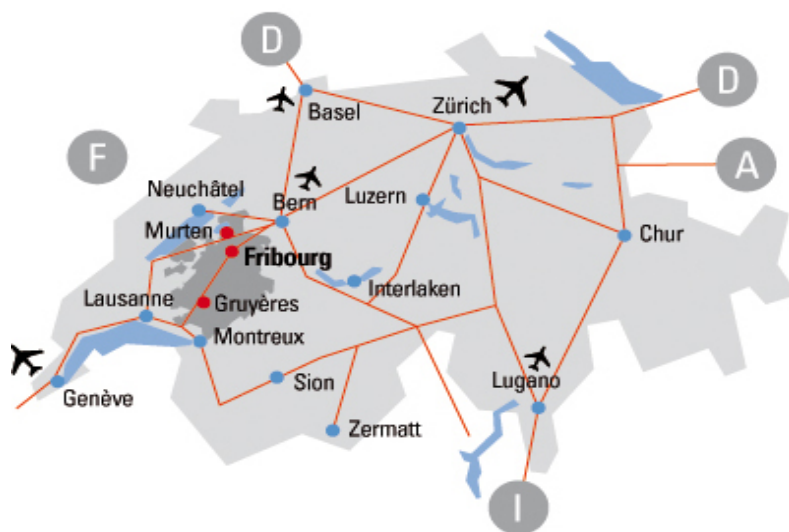 D
Basel
Zürich
D
F
A
Neuchâtel
Bern
Luzern
Murten
Chur
Fribourg
Interlaken
Lausanne
Gruyères
Montreux
Genève
Sion
Lugano
Zermatt
I